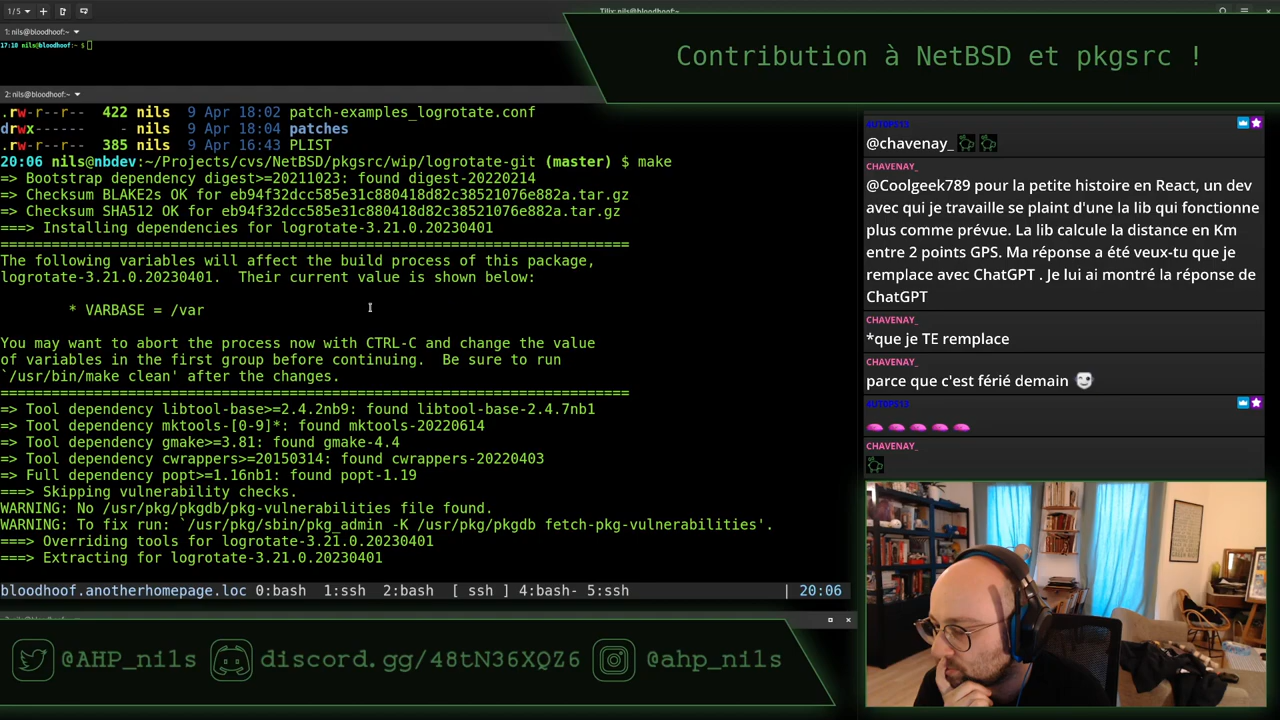 1/5
Tilix: nils@bloodhoof:~
1: nils@bloodhoof:~
17:10 nils@bloodhoof:~ $
Contribution à NetBSD et pkgsrc !
2: nils@bloodhoof:~
.rw-r--r-- 422 nils 9 Apr 18:02 patch-examples_logrotate.conf
drwx------ - nils 9 Apr 18:04 patches
.rw-r--r-- 385 nils 9 Apr 16:43 PLIST
20:06 nils@nbdev:~/Projects/cvs/NetBSD/pkgsrc/wip/logrotate-git (master) $ make
=> Bootstrap dependency digest>=20211023: found digest-20220214
=> Checksum BLAKE2s OK for eb94f32dcc585e31c880418d82c38521076e882a.tar.gz
=> Checksum SHA512 OK for eb94f32dcc585e31c880418d82c38521076e882a.tar.gz
===> Installing dependencies for logrotate-3.21.0.20230401
==========================================================================
The following variables will affect the build process of this package,
logrotate-3.21.0.20230401.  Their current value is shown below:
* VARBASE = /var
You may want to abort the process now with CTRL-C and change the value
of variables in the first group before continuing.  Be sure to run
`/usr/bin/make clean' after the changes.
==========================================================================
=> Tool dependency libtool-base>=2.4.2nb9: found libtool-base-2.4.7nb1
=> Tool dependency mktools-[0-9]*: found mktools-20220614
=> Tool dependency gmake>=3.81: found gmake-4.4
=> Tool dependency cwrappers>=20150314: found cwrappers-20220403
=> Full dependency popt>=1.16nb1: found popt-1.19
===> Skipping vulnerability checks.
WARNING: No /usr/pkg/pkgdb/pkg-vulnerabilities file found.
WARNING: To fix run: `/usr/pkg/sbin/pkg_admin -K /usr/pkg/pkgdb fetch-pkg-vulnerabilities'.
===> Overriding tools for logrotate-3.21.0.20230401
===> Extracting for logrotate-3.21.0.20230401
bloodhoof.anotherhomepage.loc 0:bash 1:ssh 2:bash [ ssh ] 4:bash- 5:ssh | 20:06
4UT0PS13
@chavenay_
CHAVENAY_
@Coolgeek789 pour la petite histoire en React, un dev
avec qui je travaille se plaint d'une la lib qui fonctionne
plus comme prévue. La lib calcule la distance en Km
entre 2 points GPS. Ma réponse a été veux-tu que je
remplace avec ChatGPT . Je lui ai montré la réponse de
ChatGPT
CHAVENAY_
*que je TE remplace
CHAVENAY_
parce que c'est férié demain
4UT0PS13
CHAVENAY_
@AHP_nils discord.gg/48tN36XQZ6 @ahp_nils